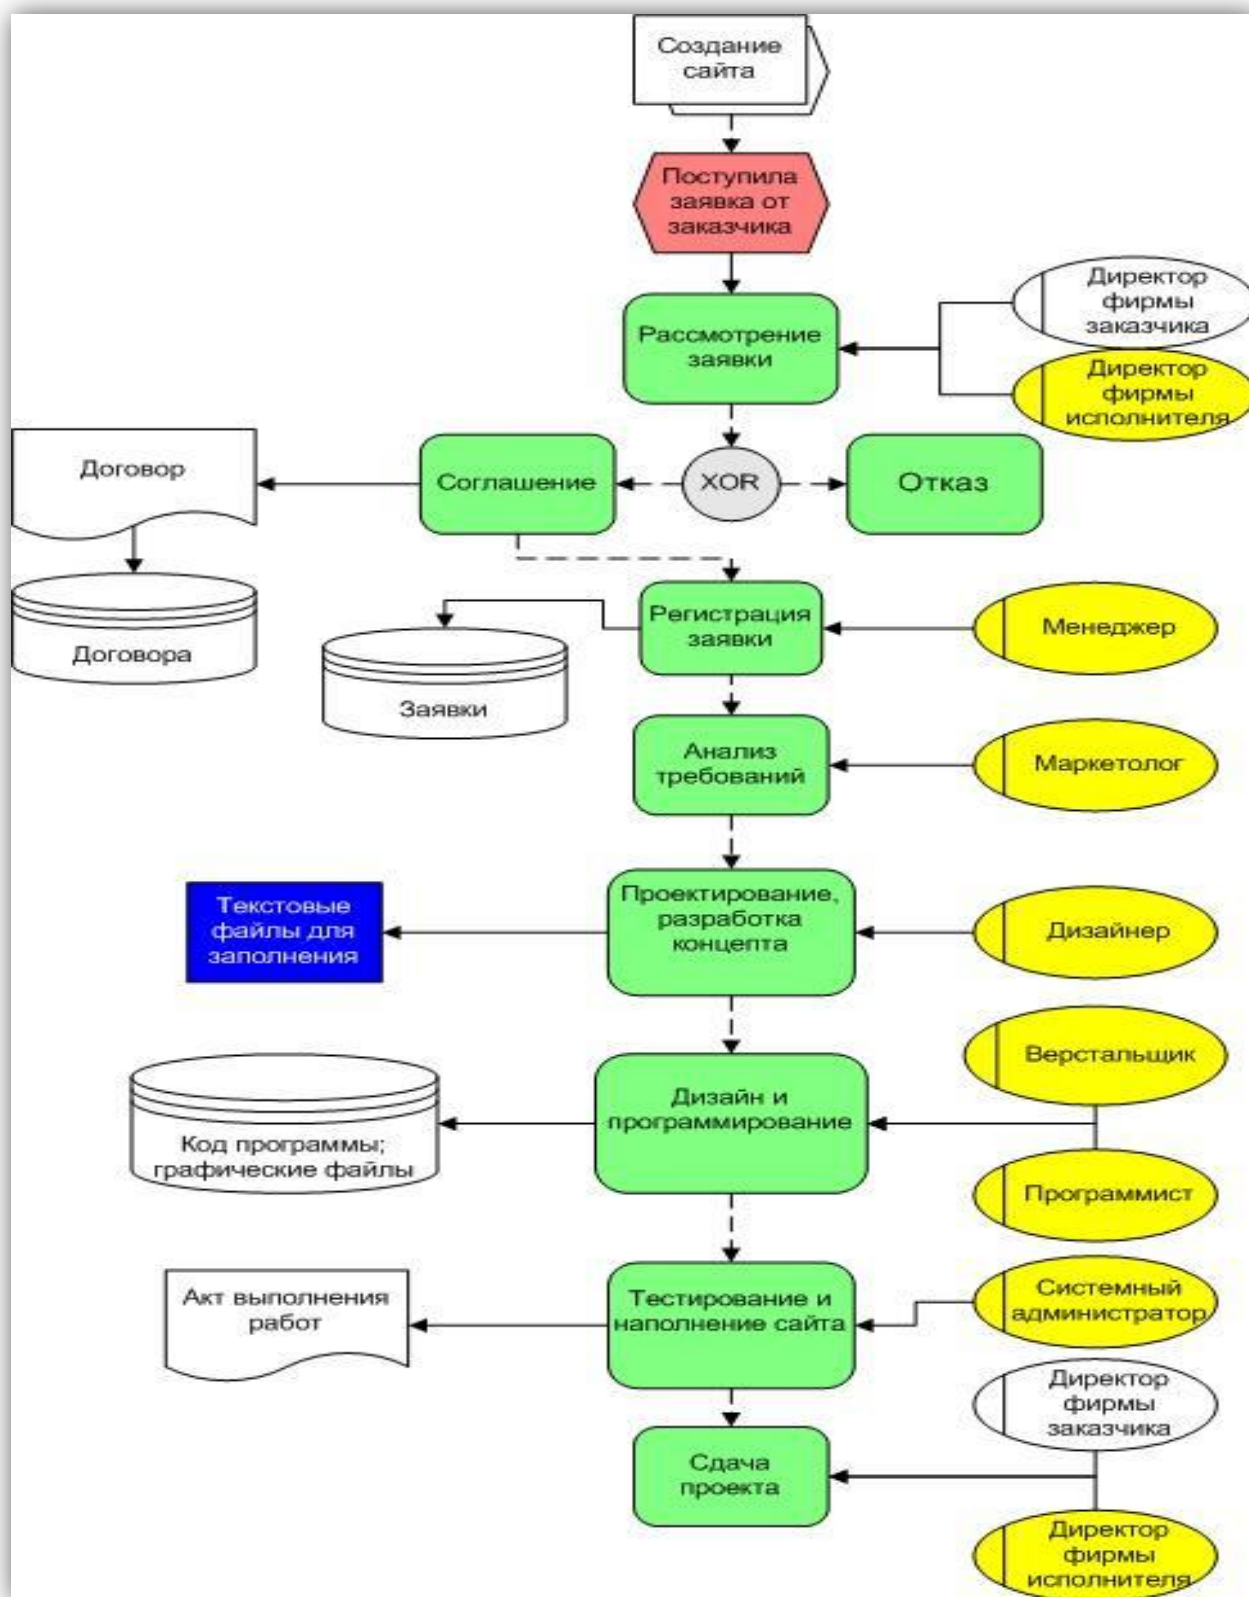 Создание
сайта
Поступила
заявка от
заказчика
Рассмотрение
заявки
Директор
фирмы
заказчика
Директор
фирмы
исполнителя
Договор
Соглашение
XOR
Отказ
Договора
Регистрация
заявки
Менеджер
Заявки
Анализ
требований
Маркетолог
Текстовые
файлы для
заполнения
Проектирование,
разработка
концепта
Дизайнер
Верстальщик
Код программы;
графические файлы
Дизайн и
программирование
Программист
Акт выполнения
работ
Тестирование и
наполнение сайта
Системный
администратор
Директор
фирмы
заказчика
Сдача
проекта
Директор
фирмы
исполнителя